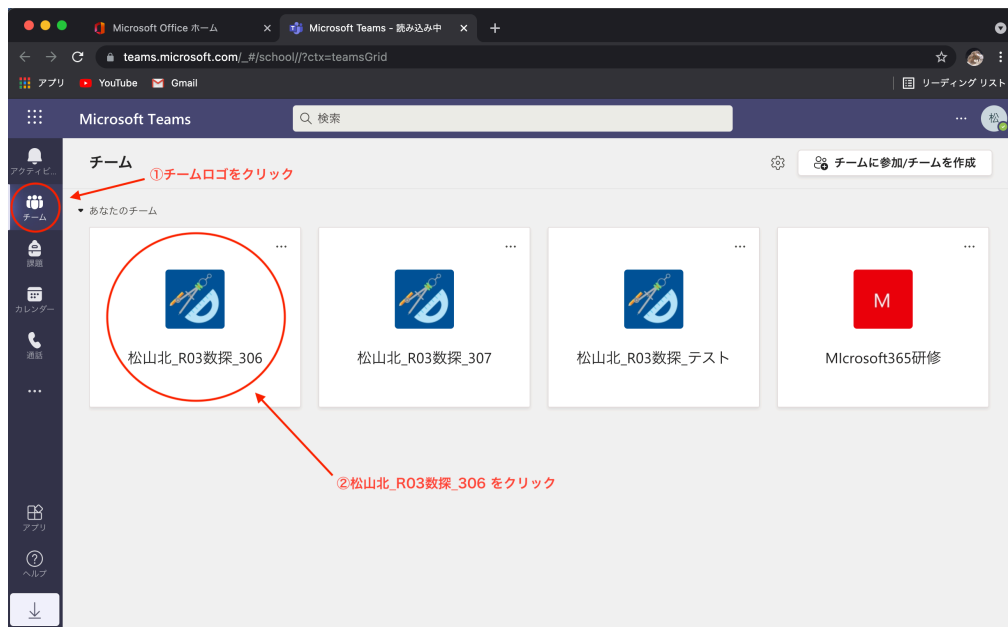 Microsoft Office ホーム
Microsoft Teams - 読み込み中
teams.microsoft.com/_#/school//?ctx=teamsGrid
アプリ
YouTube
Gmail
リーディング リスト
Microsoft Teams
検索
松
アクティビ...
チーム
①チームロゴをクリック
チームに参加/チームを作成
チーム
あなたのチーム
課題
カレンダー
通話
松山北_R03数探_306
松山北_R03数探_307
松山北_R03数探_テスト
M
MIcrosoft365研修
②松山北_R03数探_306 をクリック
アプリ
ヘルプ